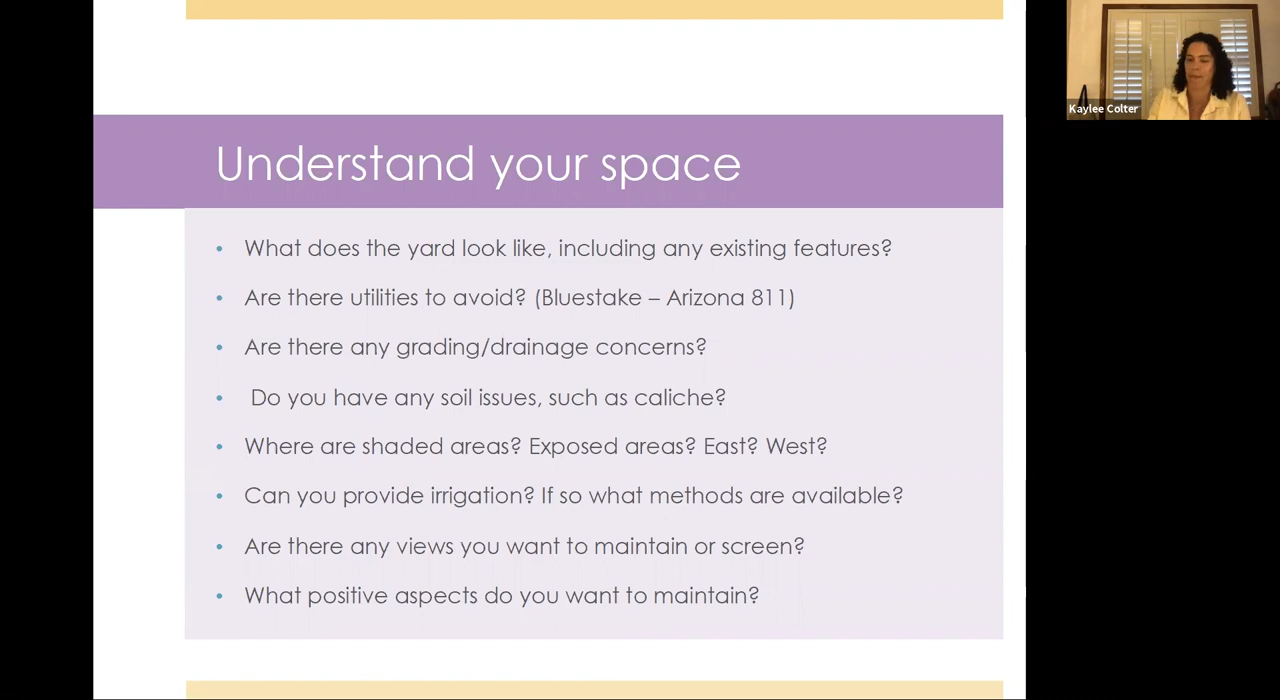 Understand your space
• What does the yard look like, including any existing features?
• Are there utilities to avoid? (Bluestake – Arizona 811)
• Are there any grading/drainage concerns?
• Do you have any soil issues, such as caliche?
• Where are shaded areas? Exposed areas? East? West?
• Can you provide irrigation? If so what methods are available?
• Are there any views you want to maintain or screen?
• What positive aspects do you want to maintain?
Kaylee Colter